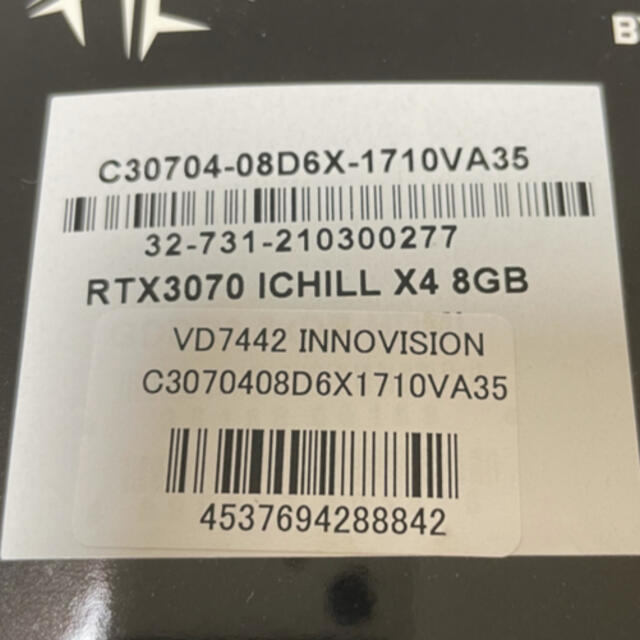 C30704-08D6X-1710VA35
32-731-210300277
RTX3070 ICHILL X4 8GB
VD7442 INNOVISION
C3070408D6X1710VA35
4537694288842